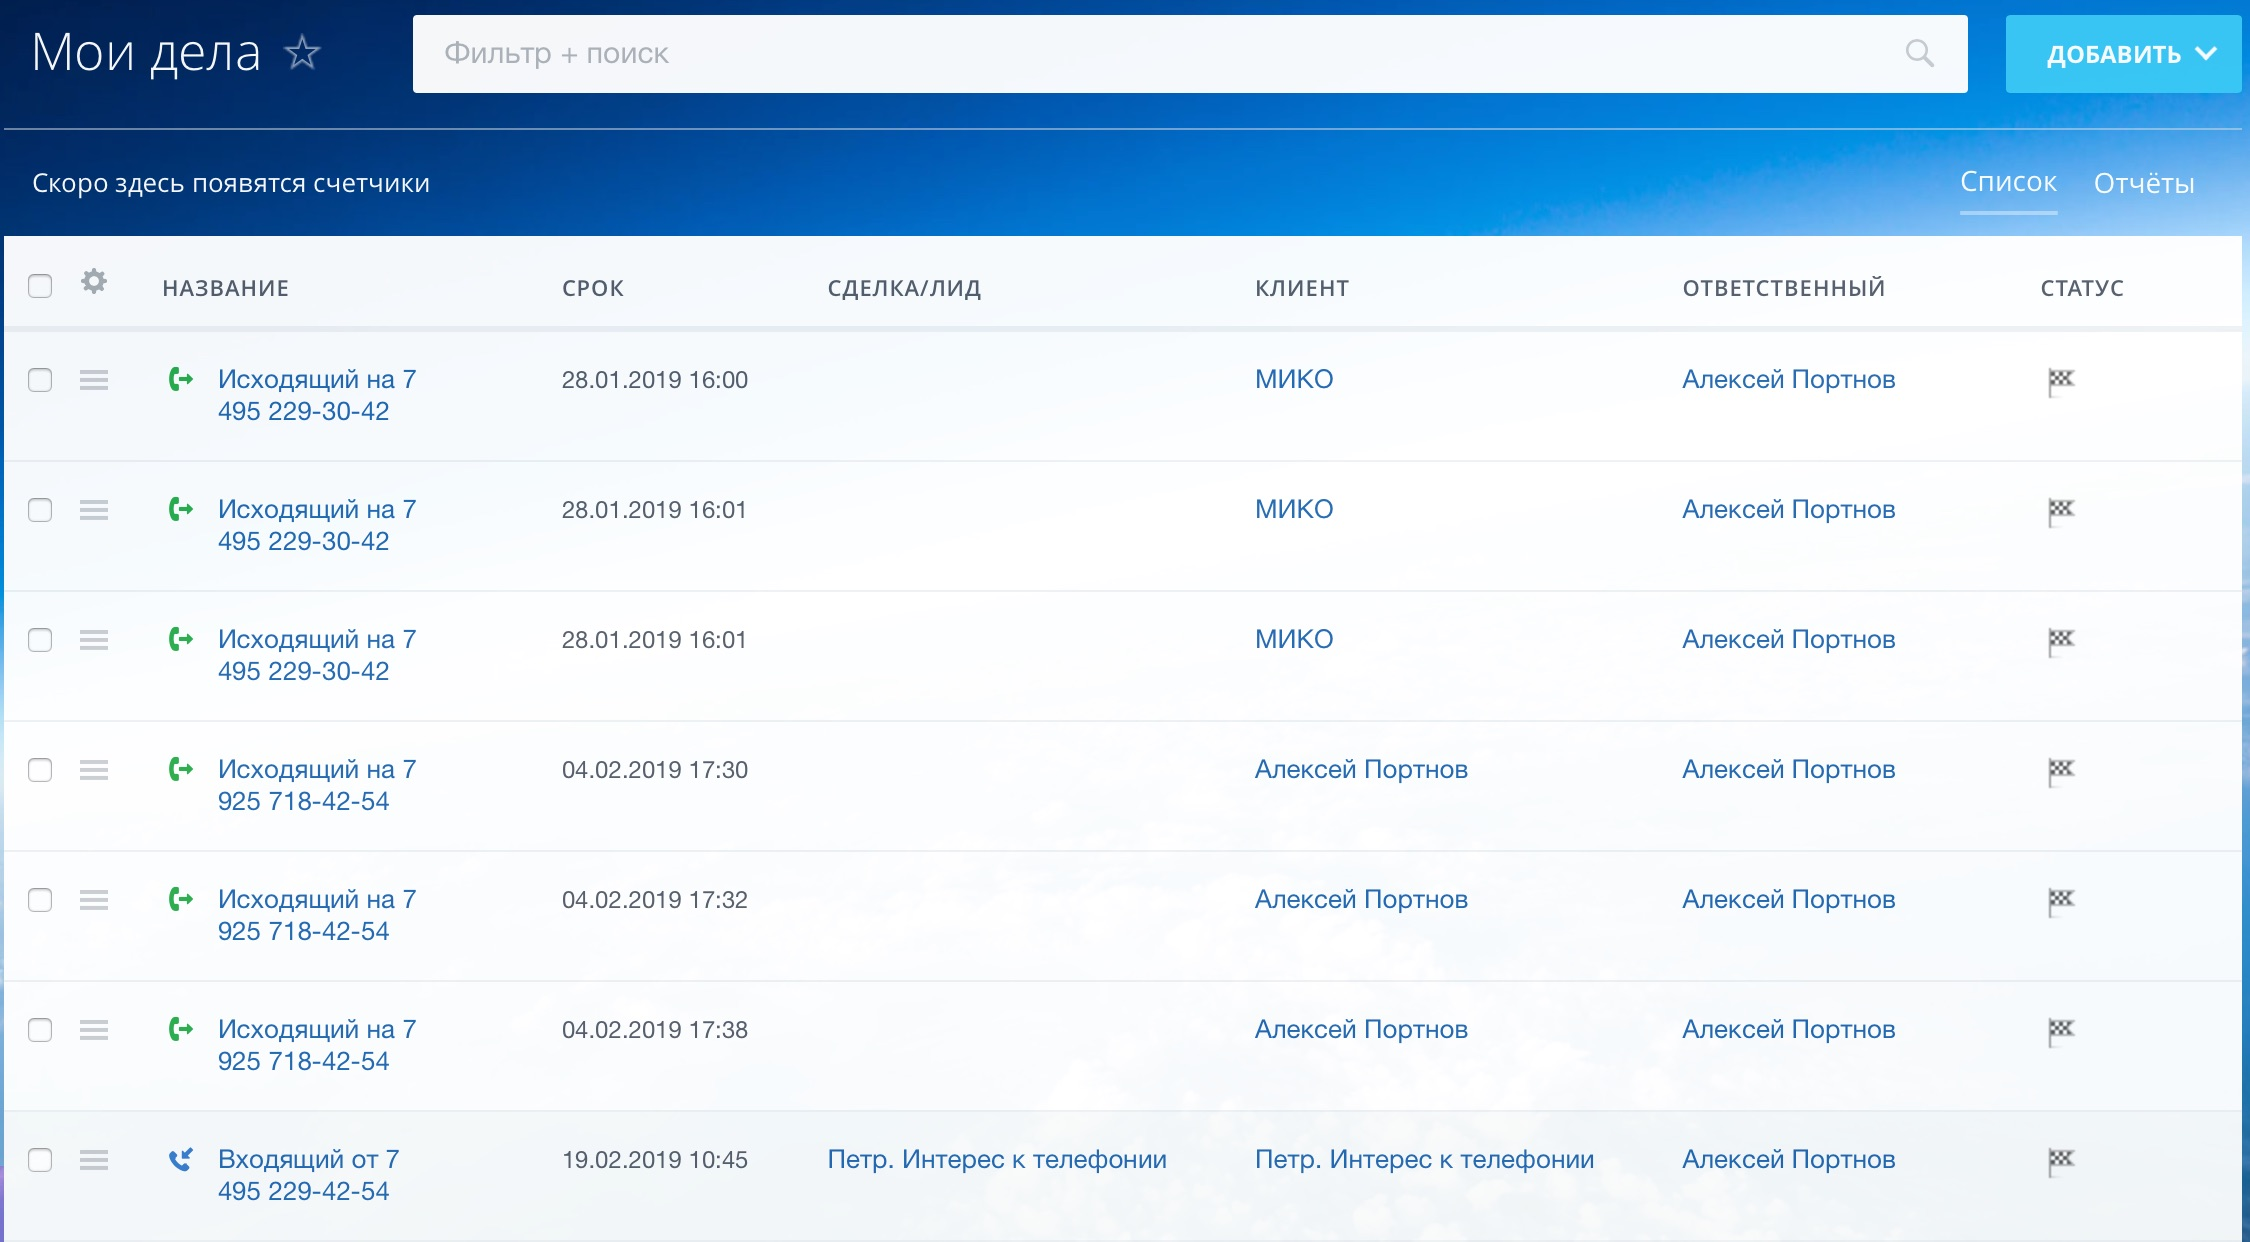 Мои дела
Фильтр + поиск
ДОБАВИТЬ
Скоро здесь появятся счетчики
Список Отчёты
НАЗВАНИЕ СРОК СДЕЛКА/ЛИД КЛИЕНТ ОТВЕТСТВЕННЫЙ СТАТУС
Исходящий на 7 28.01.2019 16:00 МИКО Алексей Портнов
495 229-30-42
Исходящий на 7 28.01.2019 16:01 МИКО Алексей Портнов
495 229-30-42
Исходящий на 7 28.01.2019 16:01 МИКО Алексей Портнов
495 229-30-42
Исходящий на 7 04.02.2019 17:30 Алексей Портнов Алексей Портнов
925 718-42-54
Исходящий на 7 04.02.2019 17:32 Алексей Портнов Алексей Портнов
925 718-42-54
Исходящий на 7 04.02.2019 17:38 Алексей Портнов Алексей Портнов
925 718-42-54
Входящий от 7 19.02.2019 10:45 Петр. Интерес к телефонии Петр. Интерес к телефонии Алексей Портнов
495 229-42-54